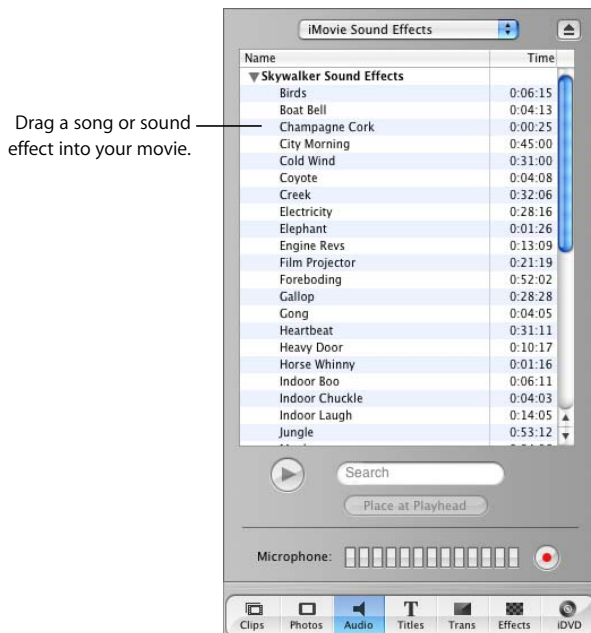 iMovie Sound Effects
Name Time
Skywalker Sound Effects
Birds 0:06:15
Boat Bell 0:04:13
Drag a song or sound
effect into your movie.
Champagne Cork 0:00:25
City Morning 0:45:00
Cold Wind 0:31:00
Coyote 0:04:08
Creek 0:32:06
Electricity 0:28:16
Elephant 0:01:26
Engine Revs 0:13:09
Film Projector 0:21:19
Foreboding 0:52:02
Gallop 0:28:28
Gong 0:04:05
Heartbeat 0:31:11
Heavy Door 0:10:17
Horse Whinny 0:01:16
Indoor Boo 0:06:11
Indoor Chuckle 0:04:03
Indoor Laugh 0:14:05
Jungle 0:53:12
Search
Place at Playhead
Microphone:
Clips Photos Audio Titles Trans Effects iDVD